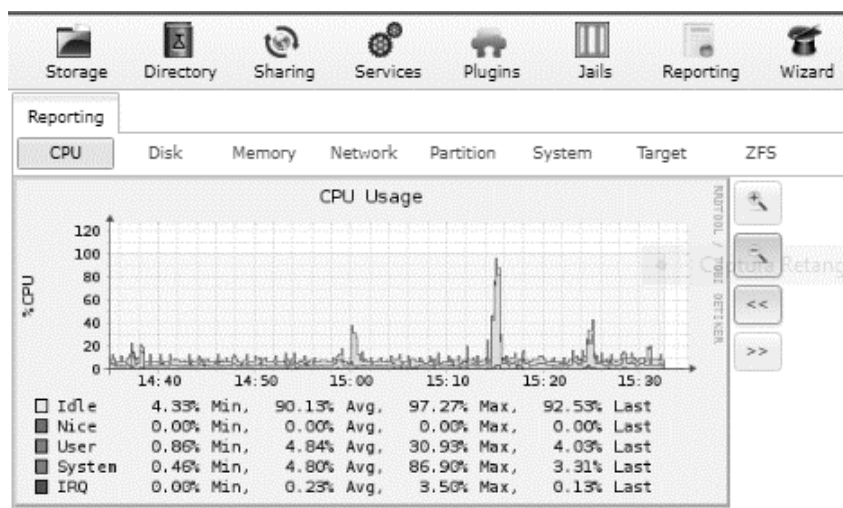 Storage Directory Sharing Services Plugins Jails Reporting Wizard
Reporting
CPU Disk Memory Network Partition System Target ZFS
CPU Usage
%CPU
120
100
80
60
40
20
0
14:40 14:50 15:00 15:10 15:20 15:30
Idle 4.33% Min, 90.13% Avg, 97.27% Max, 92.53% Last
Nice 0.00% Min, 0.00% Avg, 0.00% Max, 0.00% Last
User 0.86% Min, 4.84% Avg, 30.93% Max, 4.03% Last
System 0.46% Min, 4.80% Avg, 86.90% Max, 3.31% Last
IRQ 0.00% Min, 0.23% Avg, 3.50% Max, 0.13% Last
RRDTOOL / TOBI OETIKER
Captura Retang
<<
>>